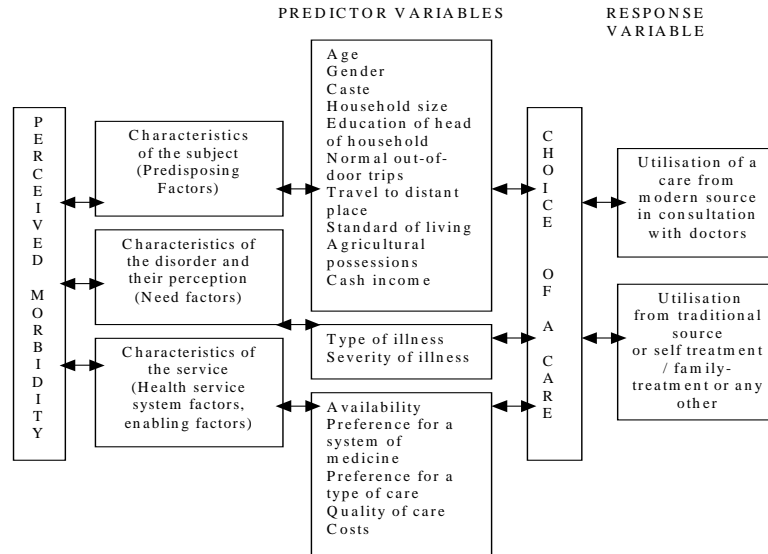 PREDICTOR VARIABLES
RESPONSE
VARIABLE
PERCEIVED MORBIDITY
Characteristics
of the subject
(Predisposing
Factors)
Characteristics of
the disorder and
their perception
(Need factors)
Characteristics of
the service
(Health service
system factors,
enabling factors)
Age
Gender
Caste
Household size
Education of head
of household
Normal out-of-
door trips
Travel to distant
place
Standard of living
Agricultural
possessions
Cash income
Type of illness
Severity of illness
Availability
Preference for a
system of
medicine
Preference for a
type of care
Quality of care
Costs
CHOICE OF A CARE
Utilisation of a
care from
modern source
in consultation
with doctors
Utilisation
from traditional
source
or self treatment
/ family-
treatment or any
other